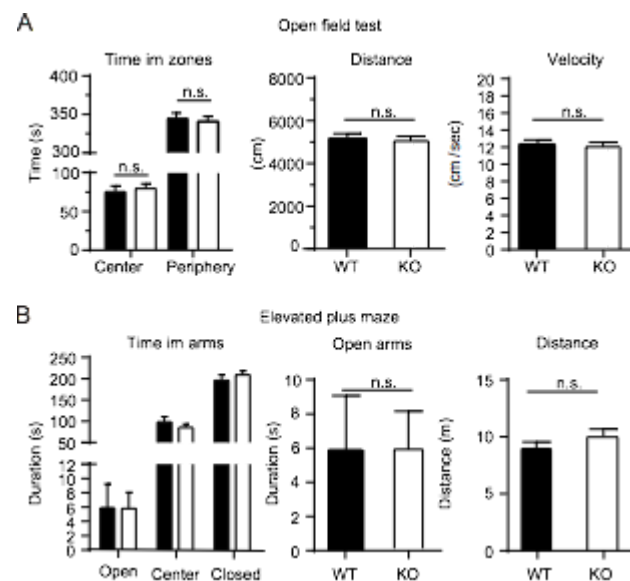 A
Open field test
Time im zones
Distance
Velocity
Time (s)
400
350
300
100
75
50
25
0
n.s.
n.s.
Center
Periphery
(cm)
8000
6000
4000
2000
0
n.s.
WT
KO
(cm/sec)
20
18
16
14
12
10
8
6
4
2
0
n.s.
WT
KO
B
Elevated plus maze
Time im arms
Open arms
Distance
Duration (s)
250
200
150
100
50
12
10
8
6
4
2
0
Open
Center
Closed
Duration (s)
10
8
6
4
2
0
n.s.
WT
KO
Distance (m)
15
10
5
0
n.s.
WT
KO